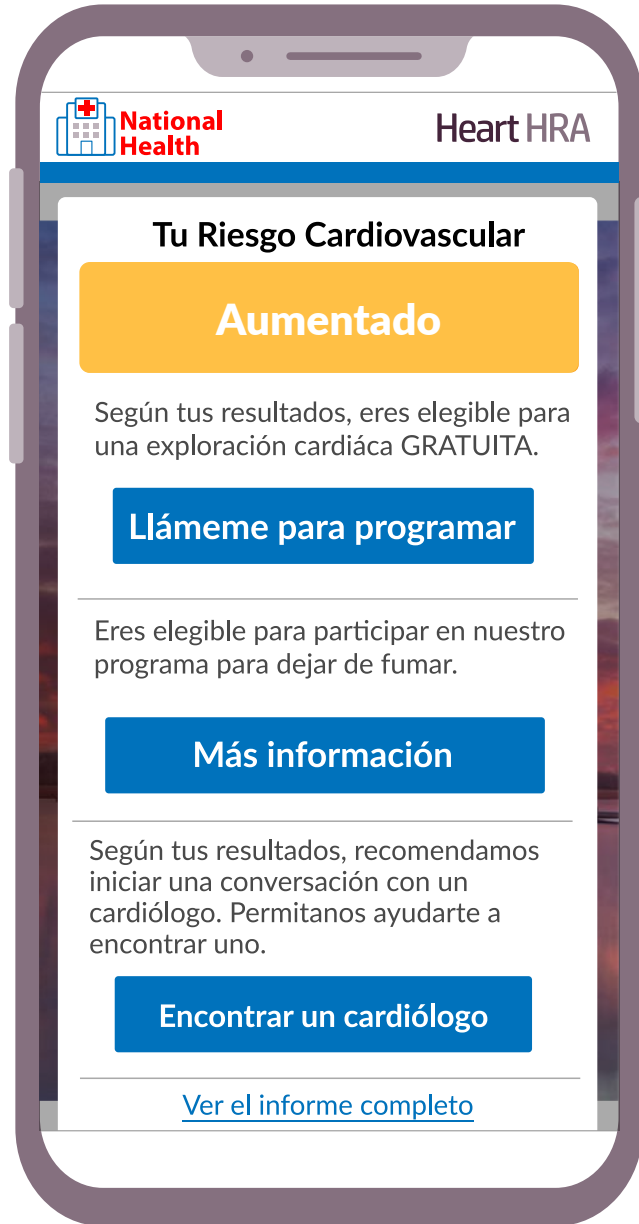 National
Health
Heart HRA
Tu Riesgo Cardiovascular
Aumentado
Según tus resultados, eres elegible para
una exploración cardiáca GRATUITA.
Llámeme para programar
Eres elegible para participar en nuestro
programa para dejar de fumar.
Más información
Según tus resultados, recomendamos
iniciar una conversación con un
cardiólogo. Permitanos ayudarte a
encontrar uno.
Encontrar un cardiólogo
Ver el informe completo